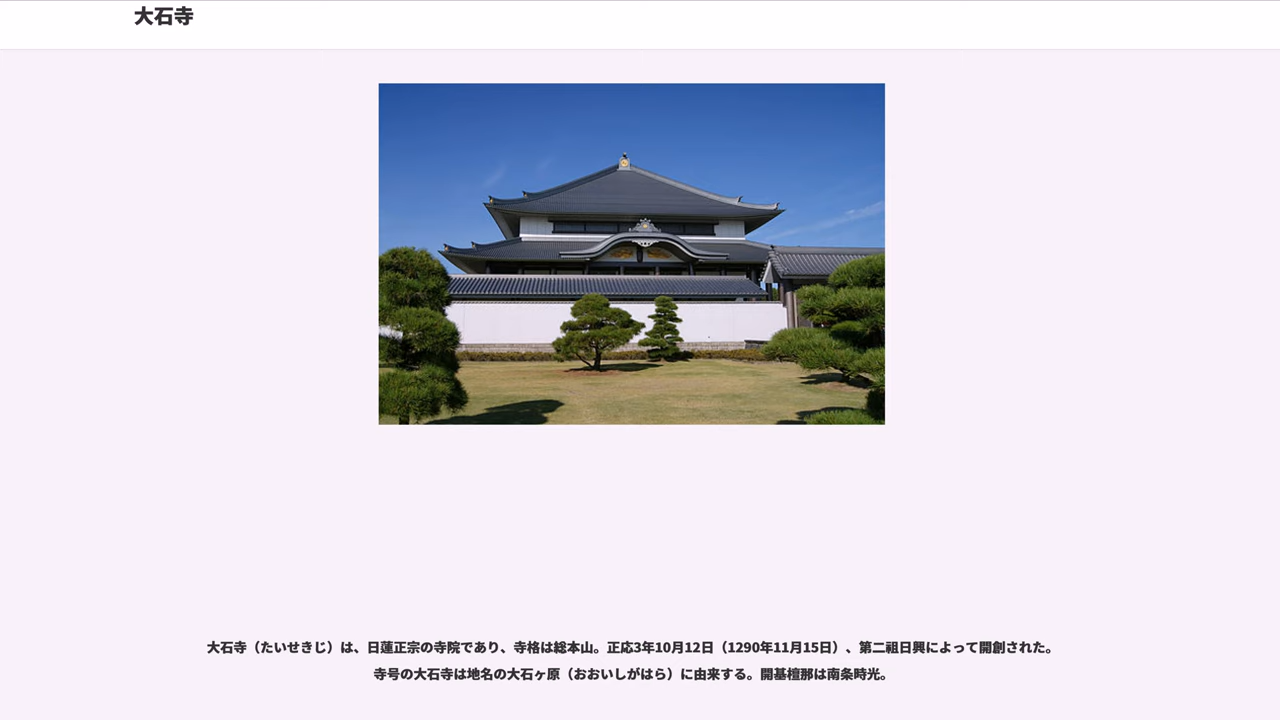 大石寺
大石寺（たいせきじ）は、日蓮正宗の寺院であり、寺格は総本山。正応3年10月12日（1290年11月15日）、第二祖日興によって開創された。
寺号の大石寺は地名の大石ヶ原（おおいしがはら）に由来する。開基檀那は南条時光。